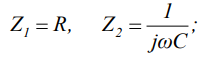 Z₁ = R, Z₂ = 1/(jωC);